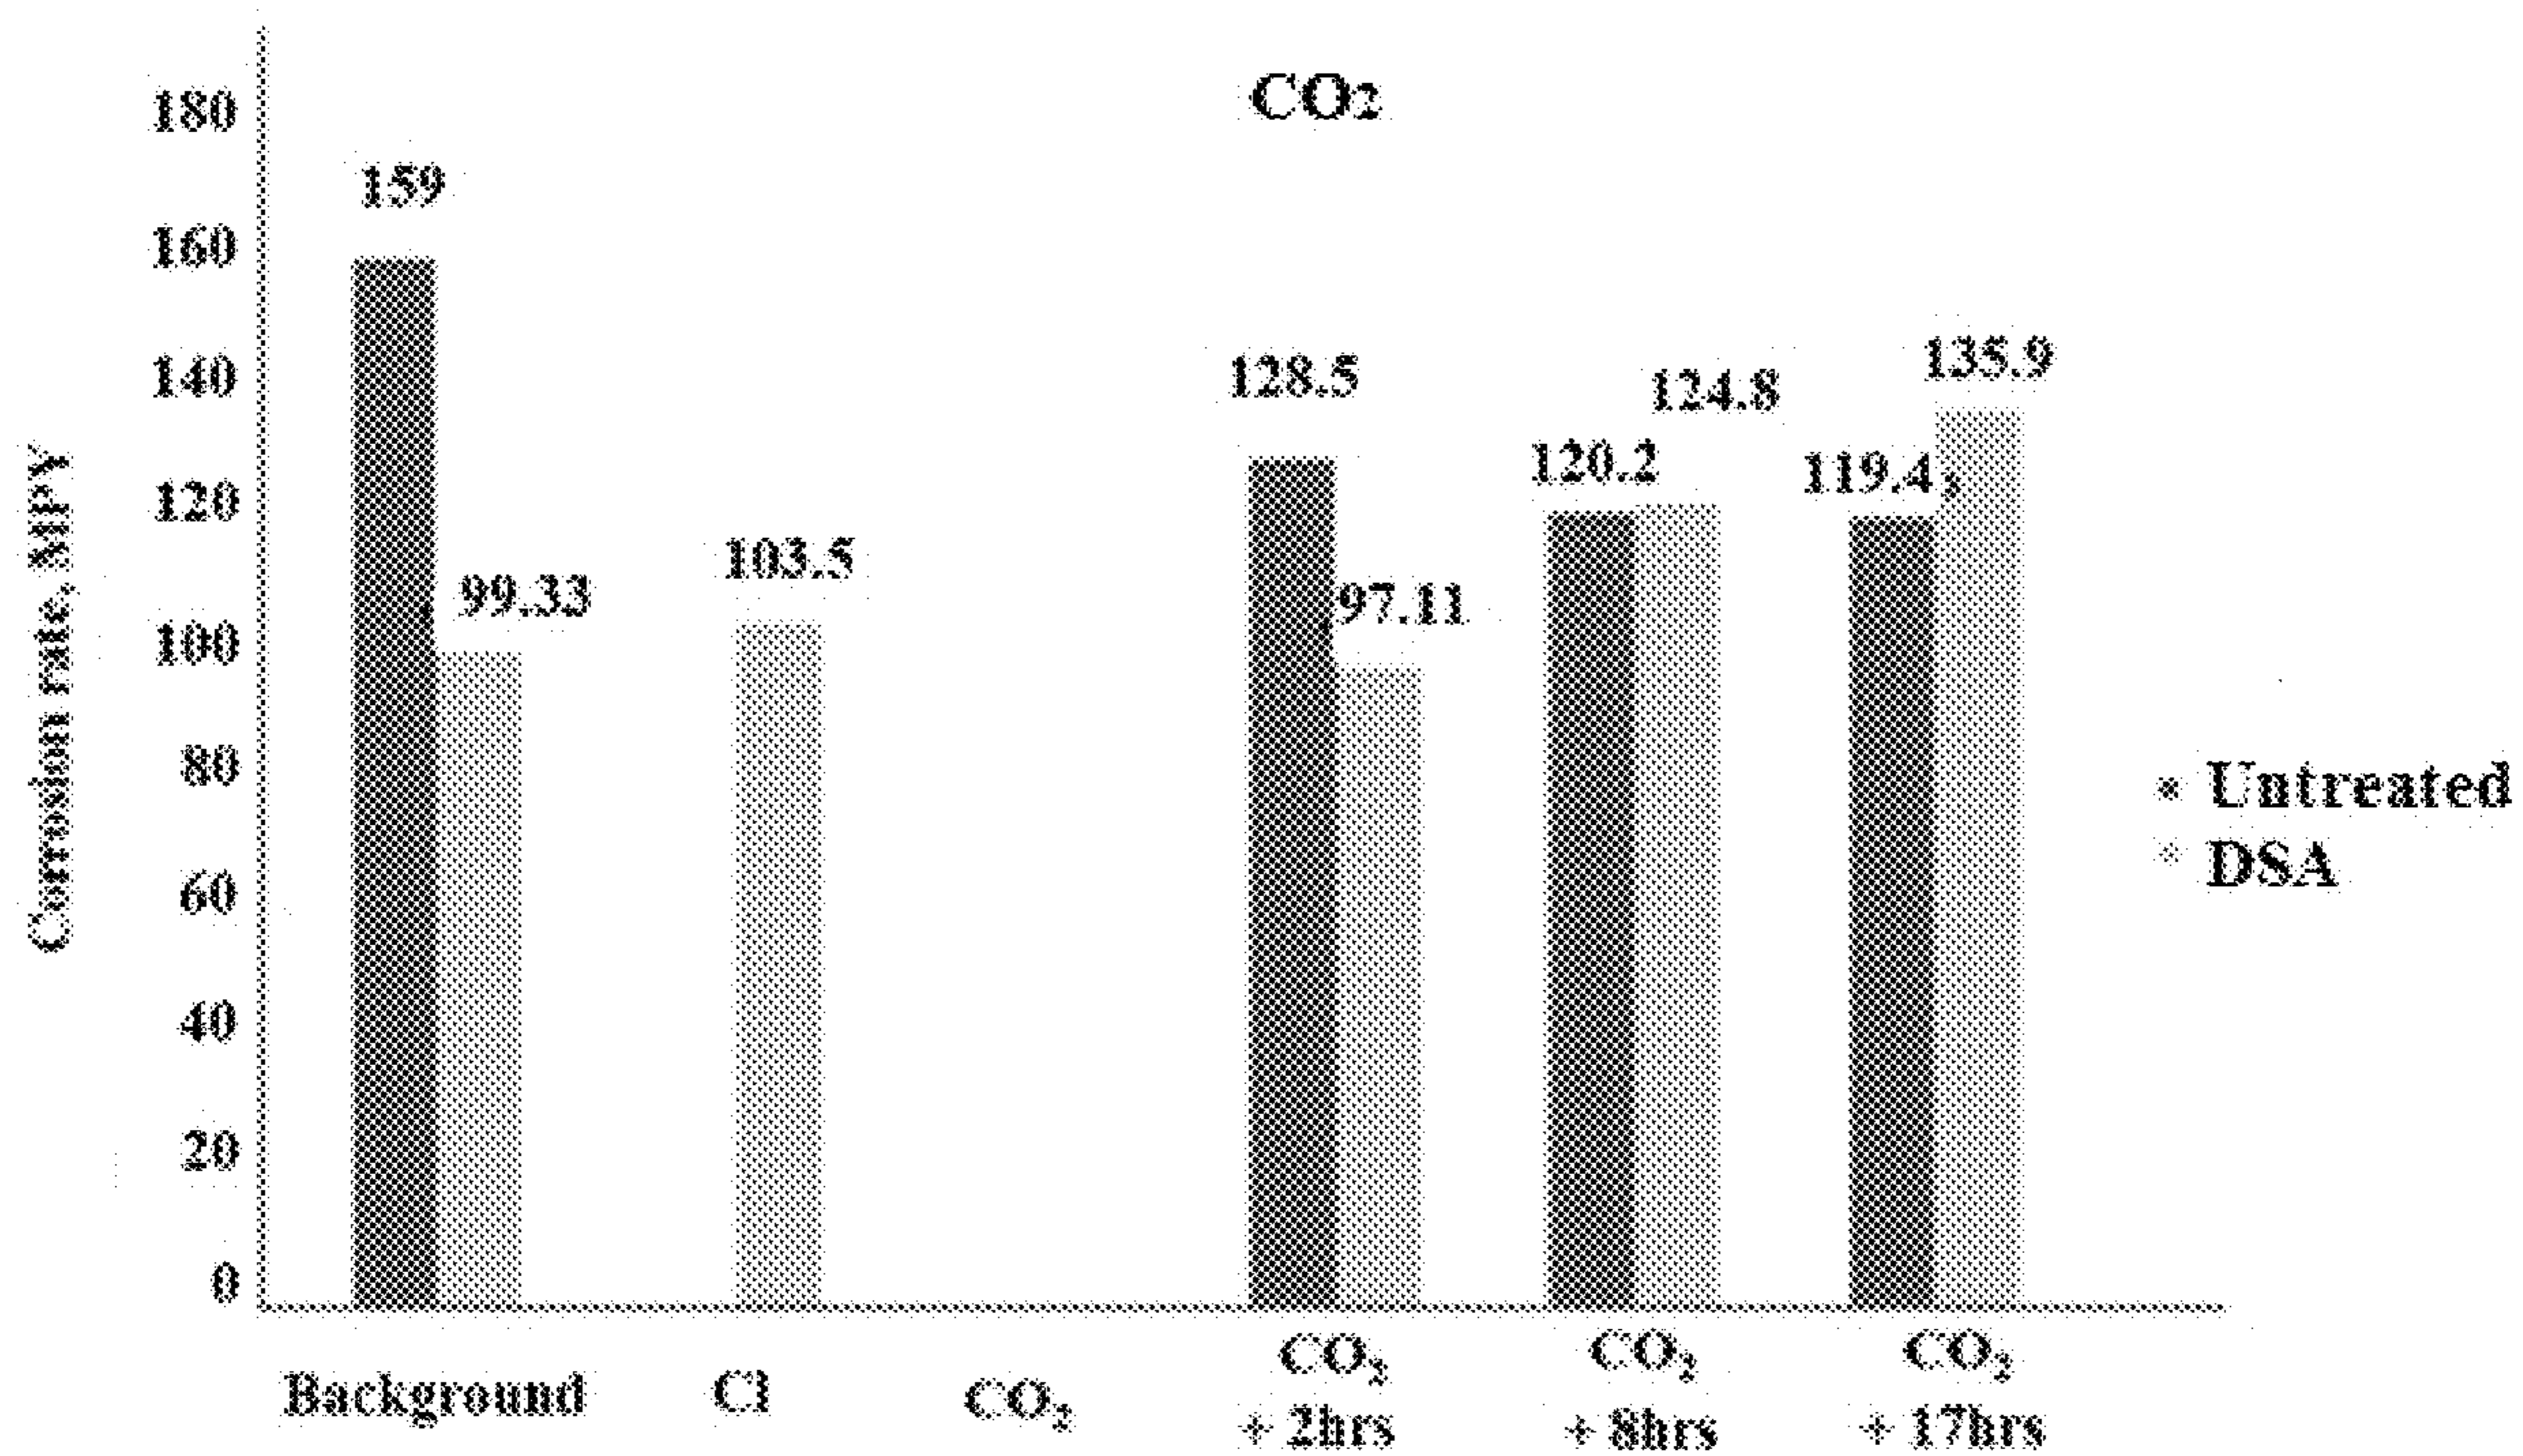 CO₂
Corrosion rate, MPY
180
160
140
120
100
80
60
40
20
0
159
99.33
103.5
128.5
97.11
120.2
124.8
119.4
135.9
Background
Cl
CO₂
CO₂
+ 2hrs
CO₂
+ 8hrs
CO₂
+ 17hrs
Untreated
DSA